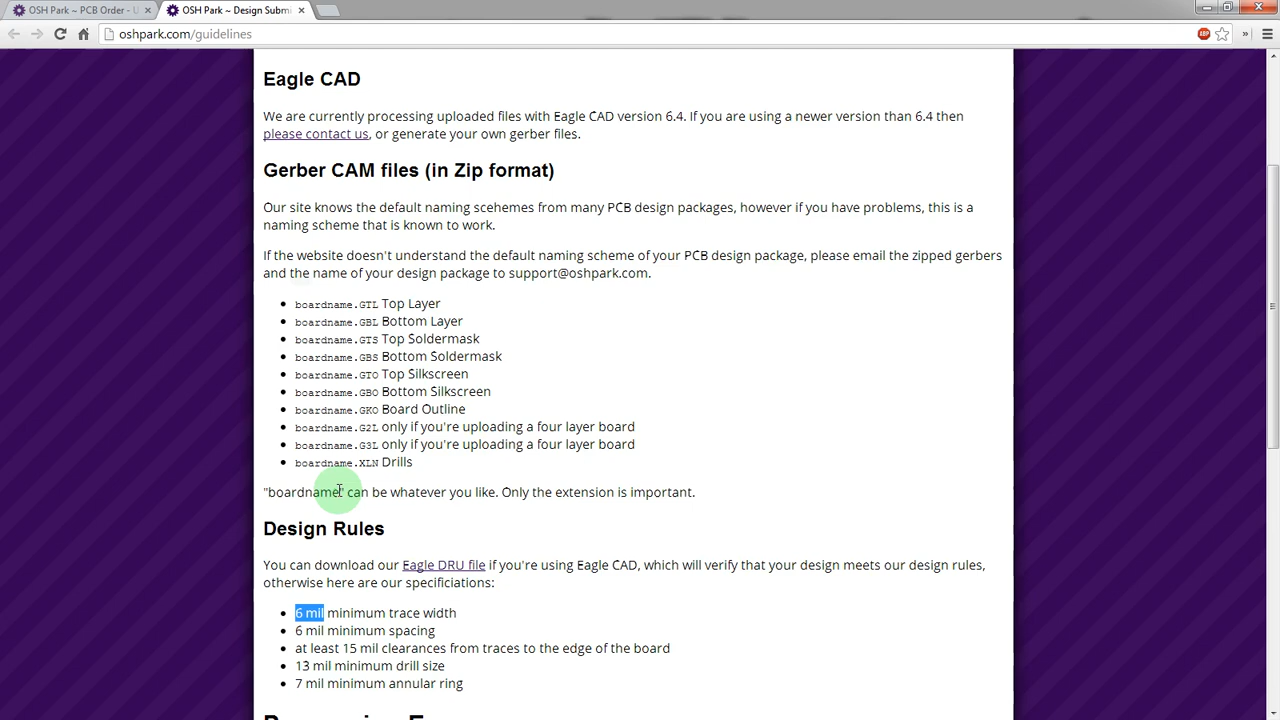 OSH Park ~ PCB Order - U
OSH Park ~ Design Submi
oshpark.com/guidelines
ABP
»
Eagle CAD
We are currently processing uploaded files with Eagle CAD version 6.4. If you are using a newer version than 6.4 then
please contact us, or generate your own gerber files.
Gerber CAM files (in Zip format)
Our site knows the default naming scehemes from many PCB design packages, however if you have problems, this is a
naming scheme that is known to work.
If the website doesn't understand the default naming scheme of your PCB design package, please email the zipped gerbers
and the name of your design package to support@oshpark.com.
boardname.GTL Top Layer
boardname.GBL Bottom Layer
boardname.GTS Top Soldermask
boardname.GBS Bottom Soldermask
boardname.GTO Top Silkscreen
boardname.GBO Bottom Silkscreen
boardname.GKO Board Outline
boardname.G2L only if you're uploading a four layer board
boardname.G3L only if you're uploading a four layer board
boardname.XLN Drills
"boardname" can be whatever you like. Only the extension is important.
Design Rules
You can download our Eagle DRU file if you're using Eagle CAD, which will verify that your design meets our design rules,
otherwise here are our specificiations:
6 mil minimum trace width
6 mil minimum spacing
at least 15 mil clearances from traces to the edge of the board
13 mil minimum drill size
7 mil minimum annular ring